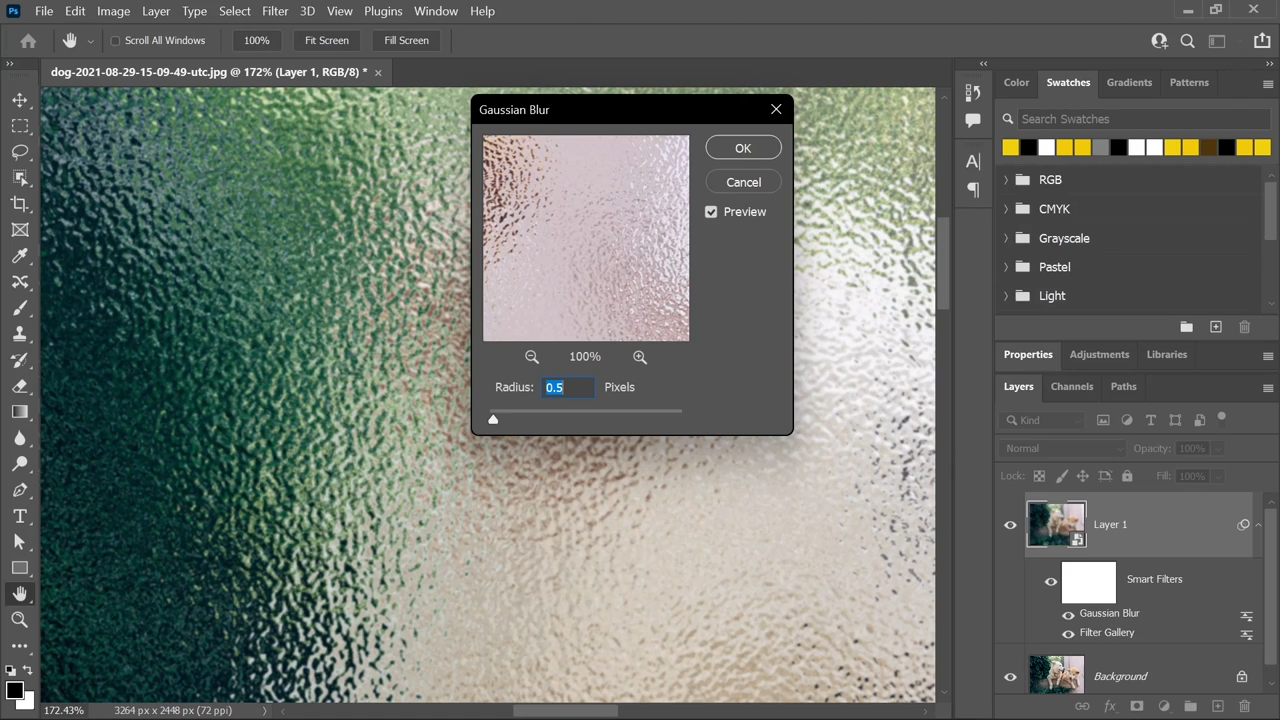 Ps File Edit Image Layer Type Select Filter 3D View Plugins Window Help
Scroll All Windows 100% Fit Screen Fill Screen
dog-2021-08-29-15-09-49-utc.jpg @ 172% (Layer 1, RGB/8) *
Gaussian Blur
OK
Cancel
Preview
100%
Radius: 0.5 Pixels
Color Swatches Gradients Patterns
Search Swatches
RGB
CMYK
Grayscale
Pastel
Light
Properties Adjustments Libraries
Layers Channels Paths
Kind
Normal Opacity: 100%
Lock: Fill: 100%
Layer 1
Smart Filters
Gaussian Blur
Filter Gallery
Background
172.43% 3264 px x 2448 px (72 ppi)